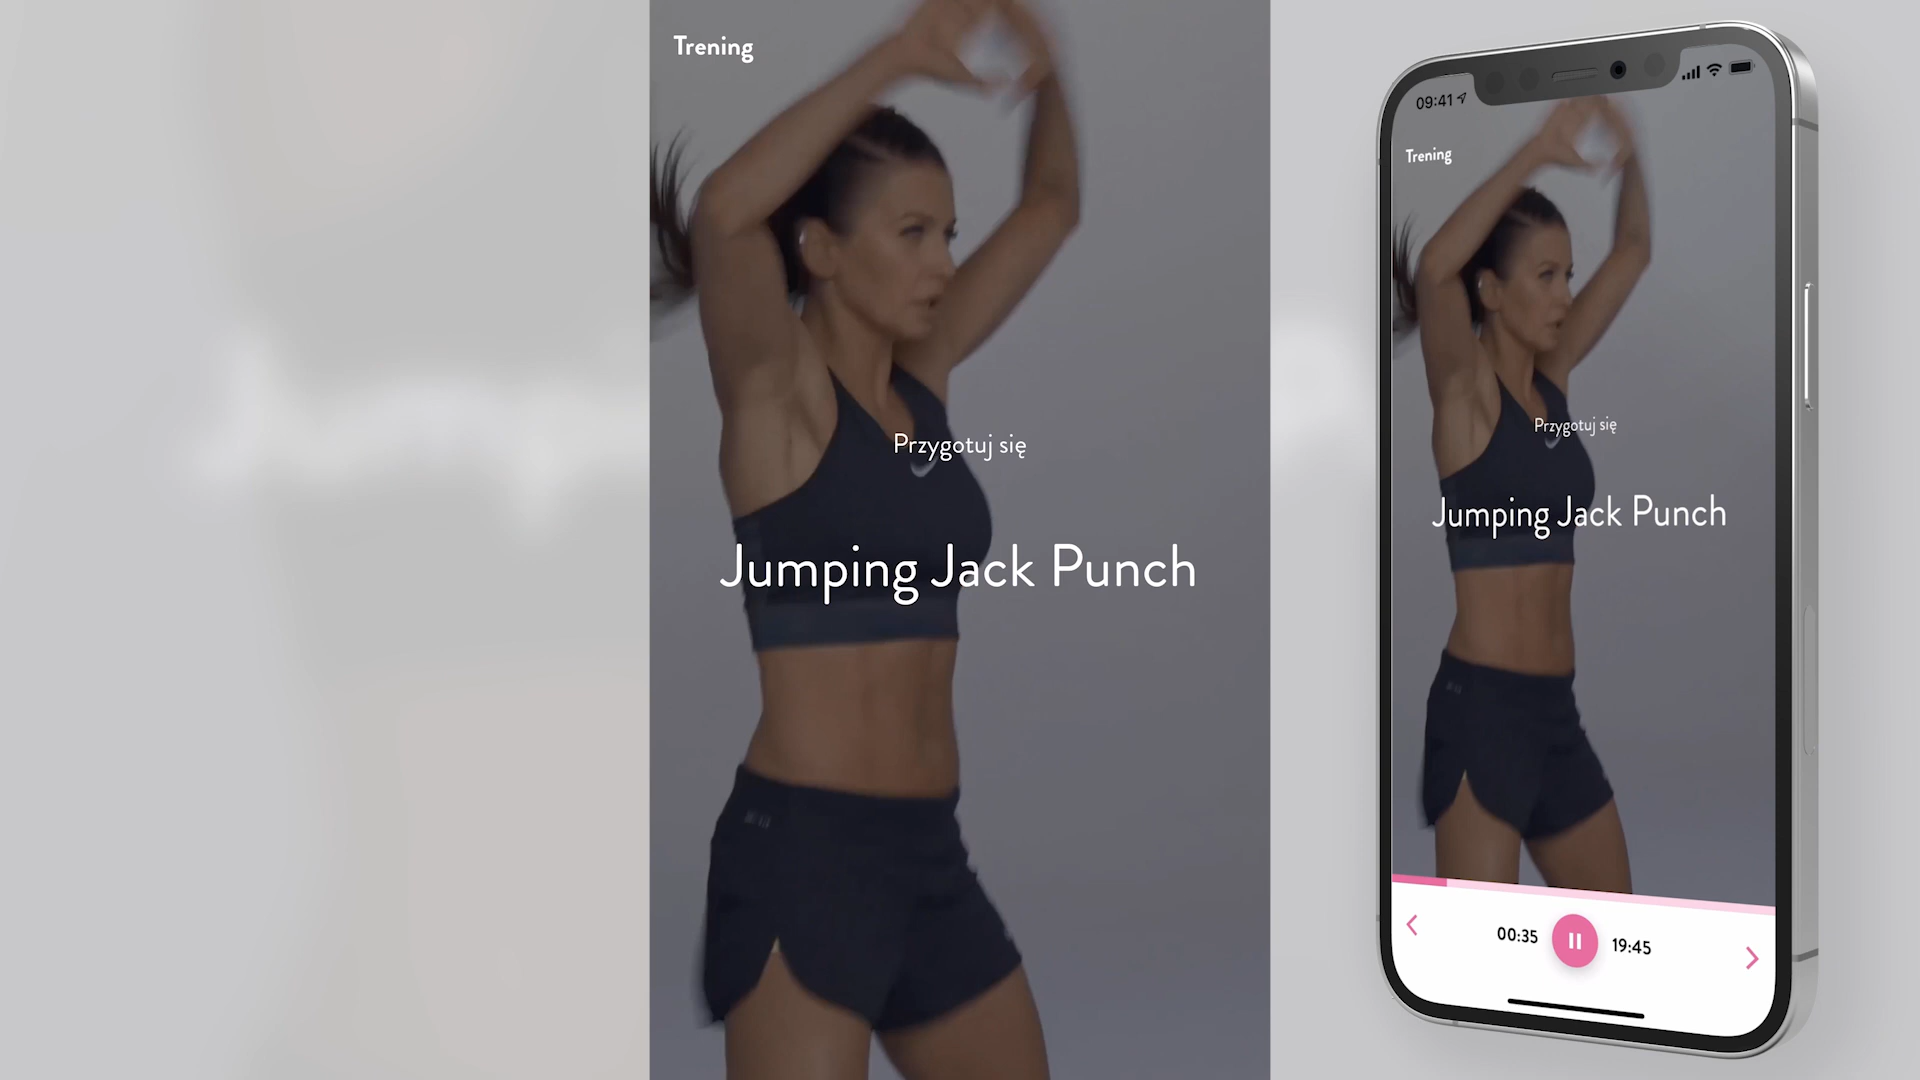 Trening
Przygotuj się
Jumping Jack Punch
09:41
Trening
Przygotuj się
Jumping Jack Punch
00:35
19:45